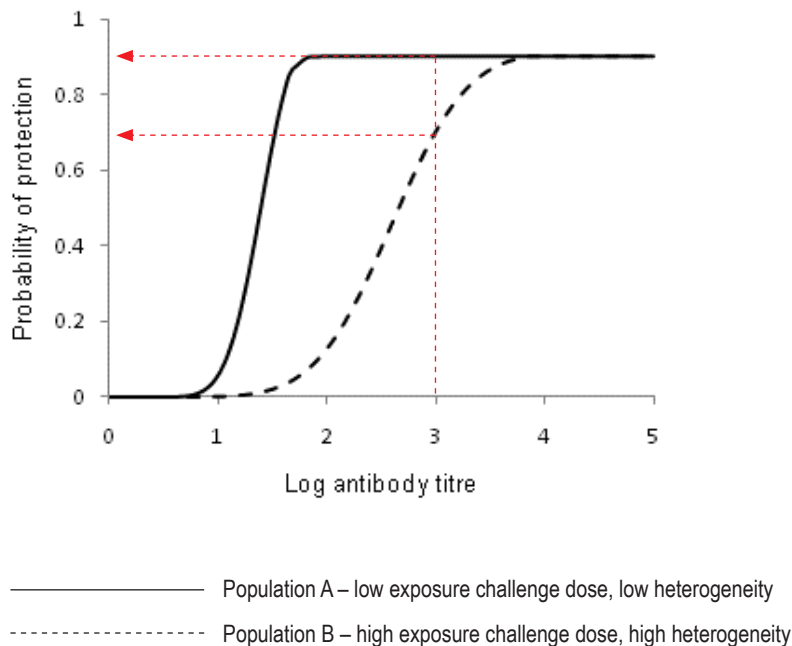 1
0.8
0.6
0.4
0.2
0
Probability of protection
0 1 2 3 4 5
Log antibody titre
Population A – low exposure challenge dose, low heterogeneity
Population B – high exposure challenge dose, high heterogeneity